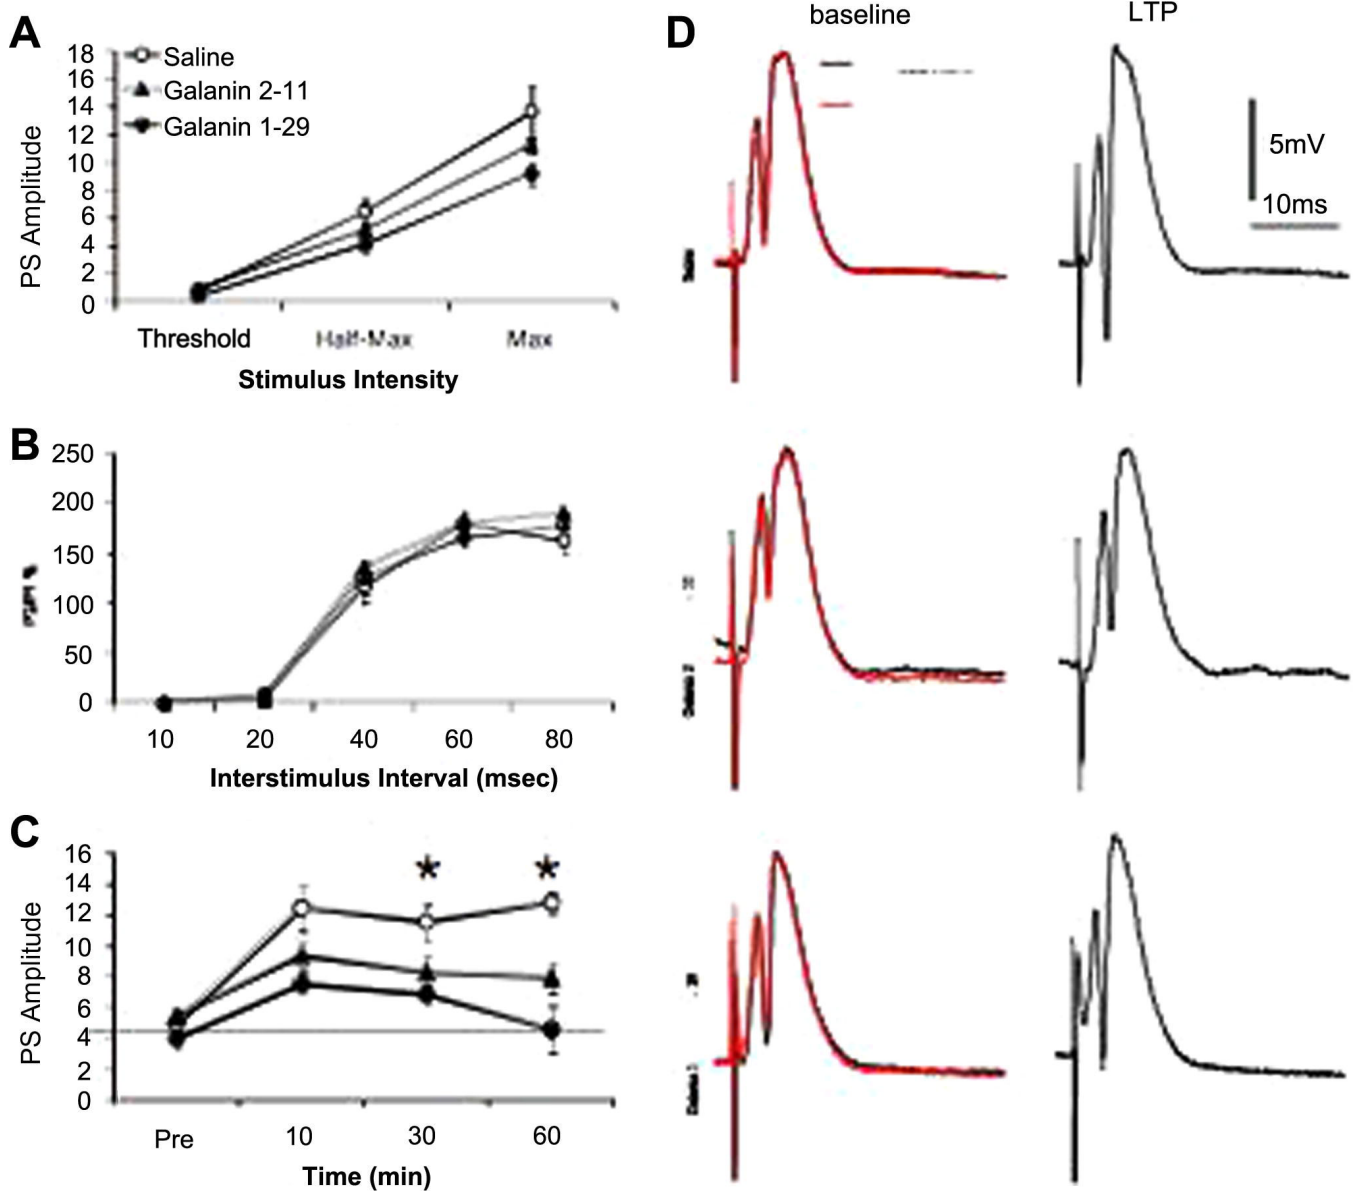 A
18
16
14
12
10
8
6
4
2
0
PS Amplitude
Saline
Galanin 2-11
Galanin 1-29
Threshold
Half-Max
Max
Stimulus Intensity
B
250
200
150
100
50
0
10
20
40
60
80
Interstimulus Interval (msec)
C
16
14
12
10
8
6
4
2
0
PS Amplitude
*
*
Pre
10
30
60
Time (min)
D
baseline
LTP
5mV
10ms